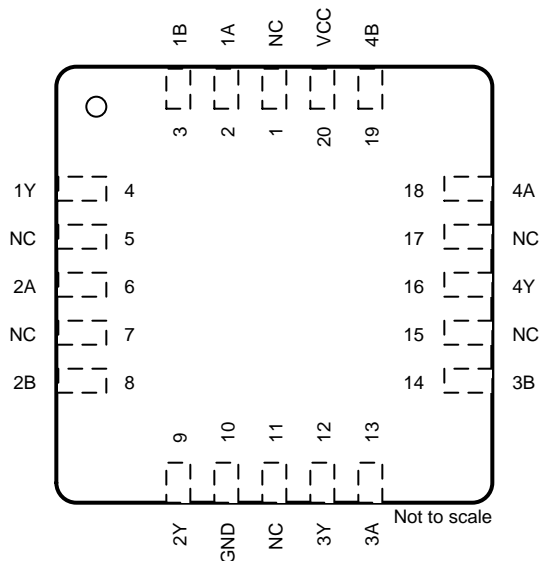 1B 1A NC VCC 4B
3 2 1 20 19
1Y 4 18 4A
NC 5 17 NC
2A 6 16 4Y
NC 7 15 NC
2B 8 14 3B
9 10 11 12 13
2Y GND NC 3Y 3A
Not to scale